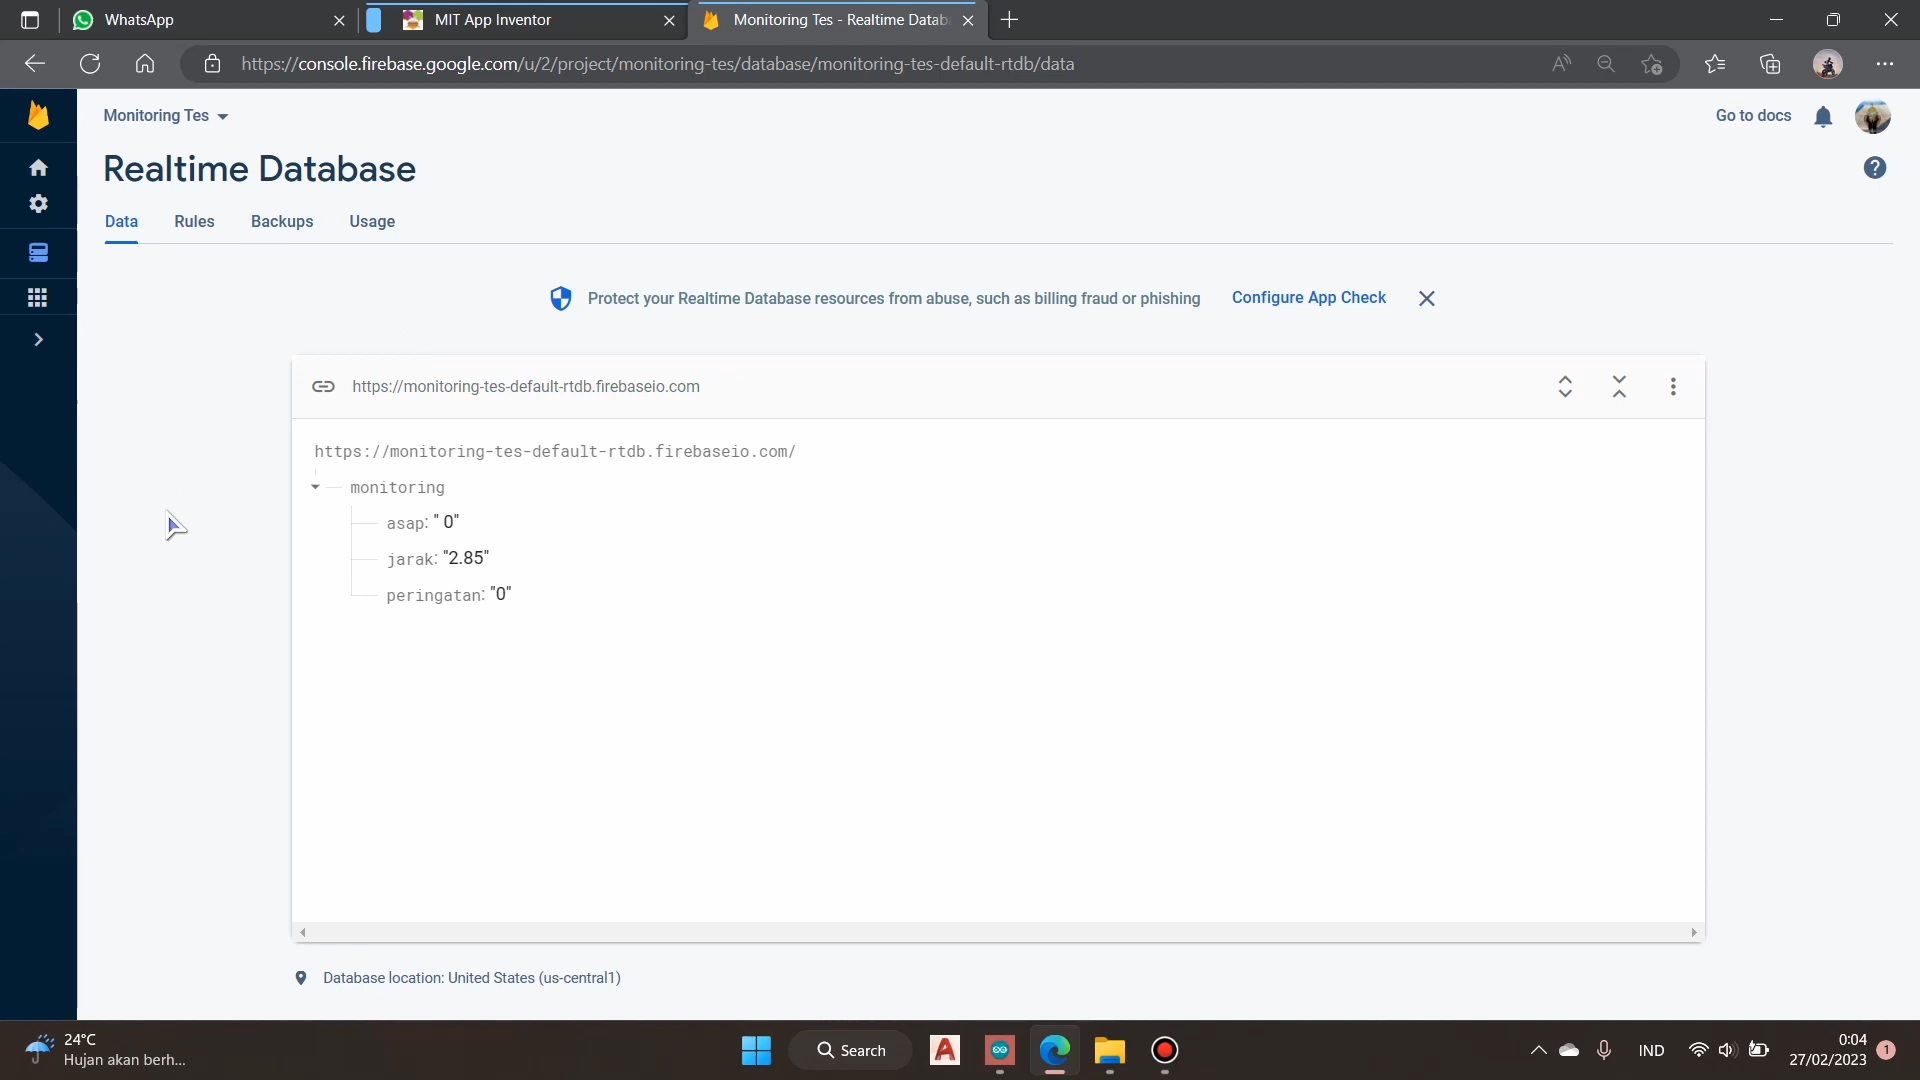 WhatsApp
MIT App Inventor
Monitoring Tes - Realtime Datab
https://console.firebase.google.com/u/2/project/monitoring-tes/database/monitoring-tes-default-rtdb/data
Monitoring Tes
Go to docs
Realtime Database
Data
Rules
Backups
Usage
Protect your Realtime Database resources from abuse, such as billing fraud or phishing
Configure App Check
https://monitoring-tes-default-rtdb.firebaseio.com
https://monitoring-tes-default-rtdb.firebaseio.com/
monitoring
asap: " 0"
jarak: "2.85"
peringatan: "0"
Database location: United States (us-central1)
24°C
Hujan akan berh...
Search
IND
0:04
27/02/2023
1